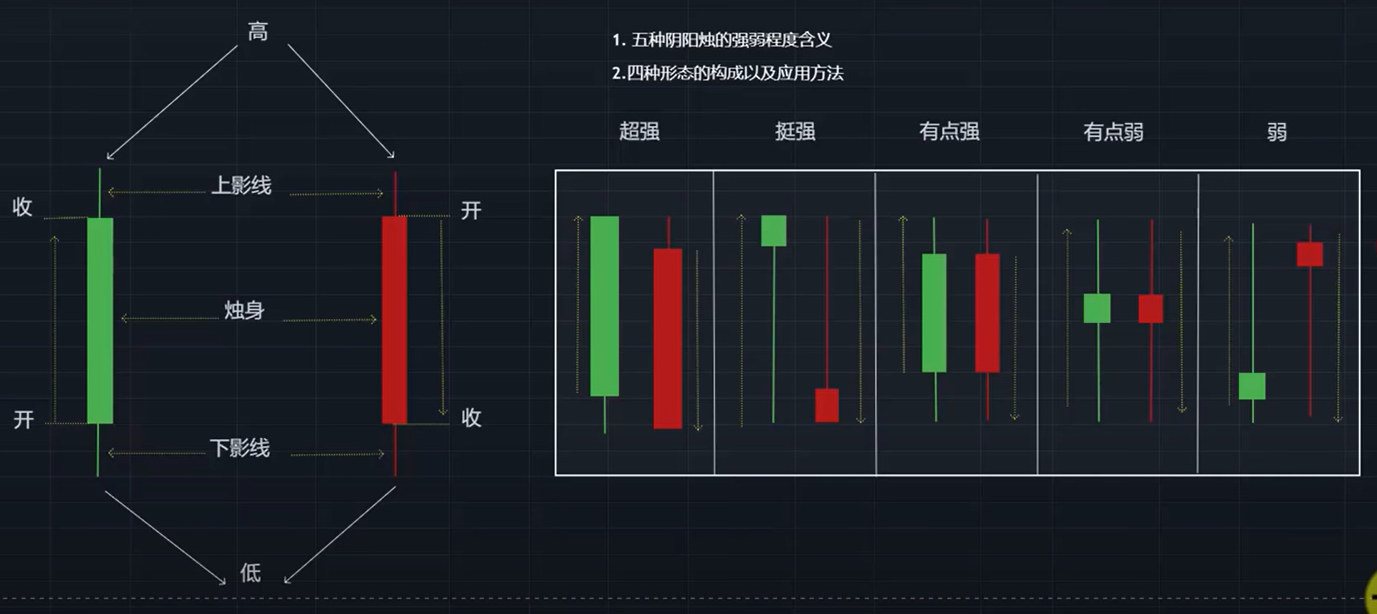 高
1. 五种阴阳烛的强弱程度含义
2.四种形态的构成以及应用方法
超强 挺强 有点强 有点弱 弱
上影线
收 开
烛身
开 收
下影线
低